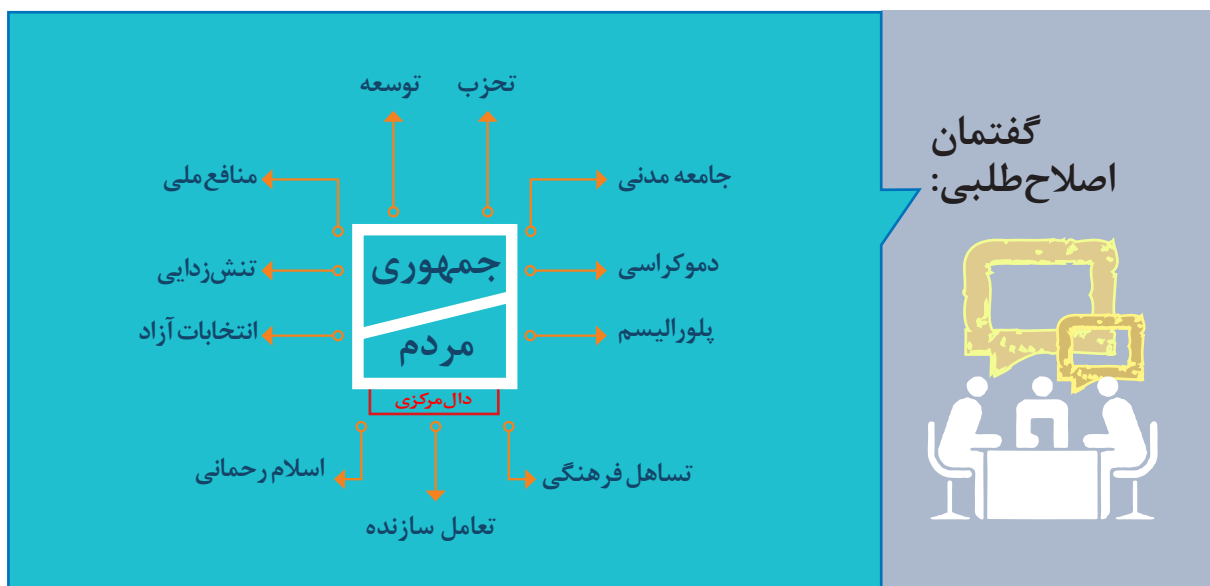 گفتمان
اصلاح‌طلبی:
تحزب
توسعه
جامعه مدنی
منافع ملی
دموکراسی
جمهوری
تنش‌زدایی
پلورالیسم
مردم
انتخابات آزاد
دال مرکزی
تساهل فرهنگی
اسلام رحمانی
تعامل سازنده